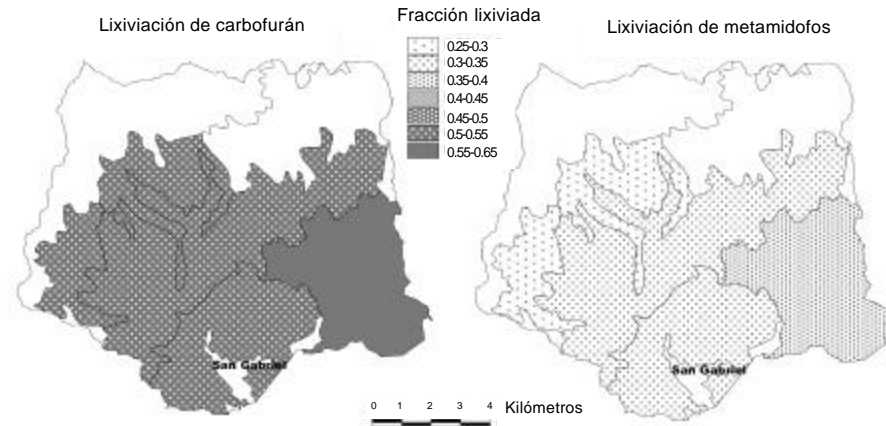 Lixiviación de carbofurán
Fracción lixiviada
Lixiviación de metamidofos
0.25-0.3
0.3-0.35
0.35-0.4
0.4-0.45
0.45-0.5
0.5-0.55
0.55-0.65
San Gabriel
San Gabriel
0 1 2 3 4 Kilómetros